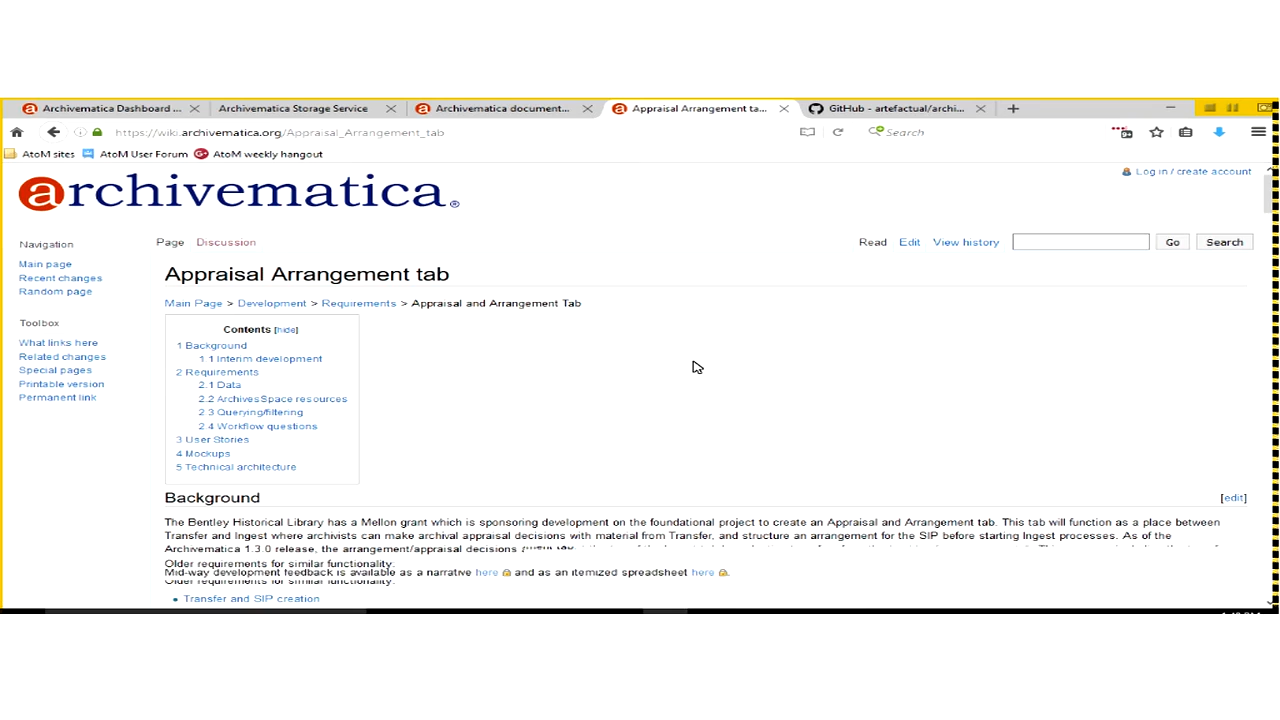 Archivematica Dashboard ...
Archivematica Storage Service
Archivematica document...
Appraisal Arrangement ta...
GitHub - artefactual/archi...
https://wiki.archivematica.org/Appraisal_Arrangement_tab
Search
AtoM sites
AtoM User Forum
AtoM weekly hangout
Log in / create account
archivematica®
Navigation
Main page
Recent changes
Random page
Toolbox
What links here
Related changes
Special pages
Printable version
Permanent link
Page Discussion
Read Edit View history
Go Search
Appraisal Arrangement tab
Main Page > Development > Requirements > Appraisal and Arrangement Tab
Contents [hide]
1 Background
1.1 Interim development
2 Requirements
2.1 Data
2.2 ArchivesSpace resources
2.3 Querying/filtering
2.4 Workflow questions
3 User Stories
4 Mockups
5 Technical architecture
Background
[edit]
The Bentley Historical Library has a Mellon grant which is sponsoring development on the foundational project to create an Appraisal and Arrangement tab. This tab will function as a place between
Transfer and Ingest where archivists can make archival appraisal decisions with material from Transfer, and structure an arrangement for the SIP before starting Ingest processes. As of the
Archivematica 1.3.0 release, the arrangement/appraisal decisions
Older requirements for similar functionality:
Mid-way development feedback is available as a narrative here and as an itemized spreadsheet here .
Older requirements for similar functionality:
• Transfer and SIP creation